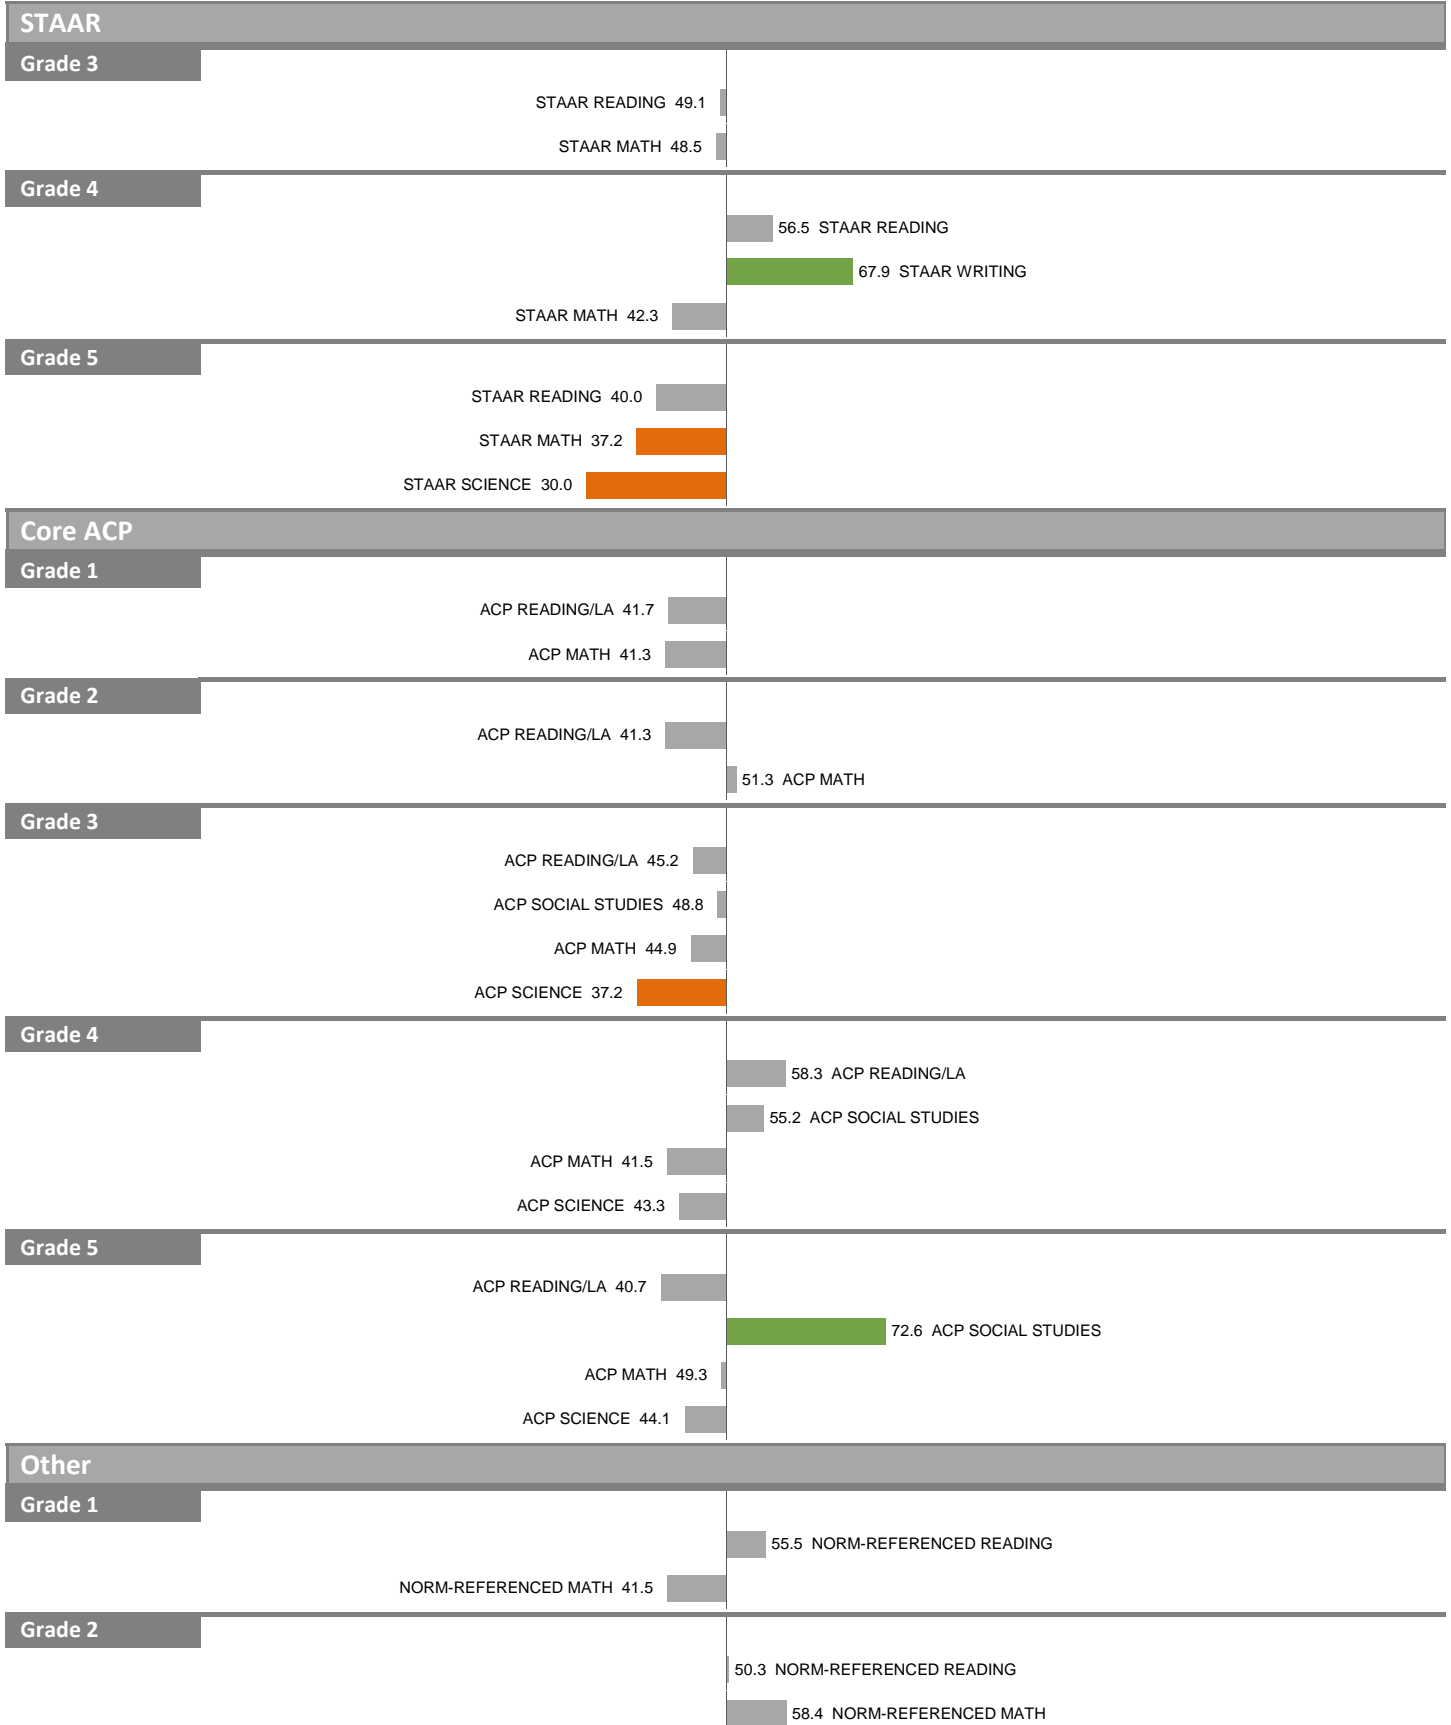 STAAR
Grade 3
STAAR READING 49.1
STAAR MATH 48.5
Grade 4
56.5 STAAR READING
67.9 STAAR WRITING
STAAR MATH 42.3
Grade 5
STAAR READING 40.0
STAAR MATH 37.2
STAAR SCIENCE 30.0
Core ACP
Grade 1
ACP READING/LA 41.7
ACP MATH 41.3
Grade 2
ACP READING/LA 41.3
51.3 ACP MATH
Grade 3
ACP READING/LA 45.2
ACP SOCIAL STUDIES 48.8
ACP MATH 44.9
ACP SCIENCE 37.2
Grade 4
58.3 ACP READING/LA
55.2 ACP SOCIAL STUDIES
ACP MATH 41.5
ACP SCIENCE 43.3
Grade 5
ACP READING/LA 40.7
72.6 ACP SOCIAL STUDIES
ACP MATH 49.3
ACP SCIENCE 44.1
Other
Grade 1
55.5 NORM-REFERENCED READING
NORM-REFERENCED MATH 41.5
Grade 2
50.3 NORM-REFERENCED READING
58.4 NORM-REFERENCED MATH